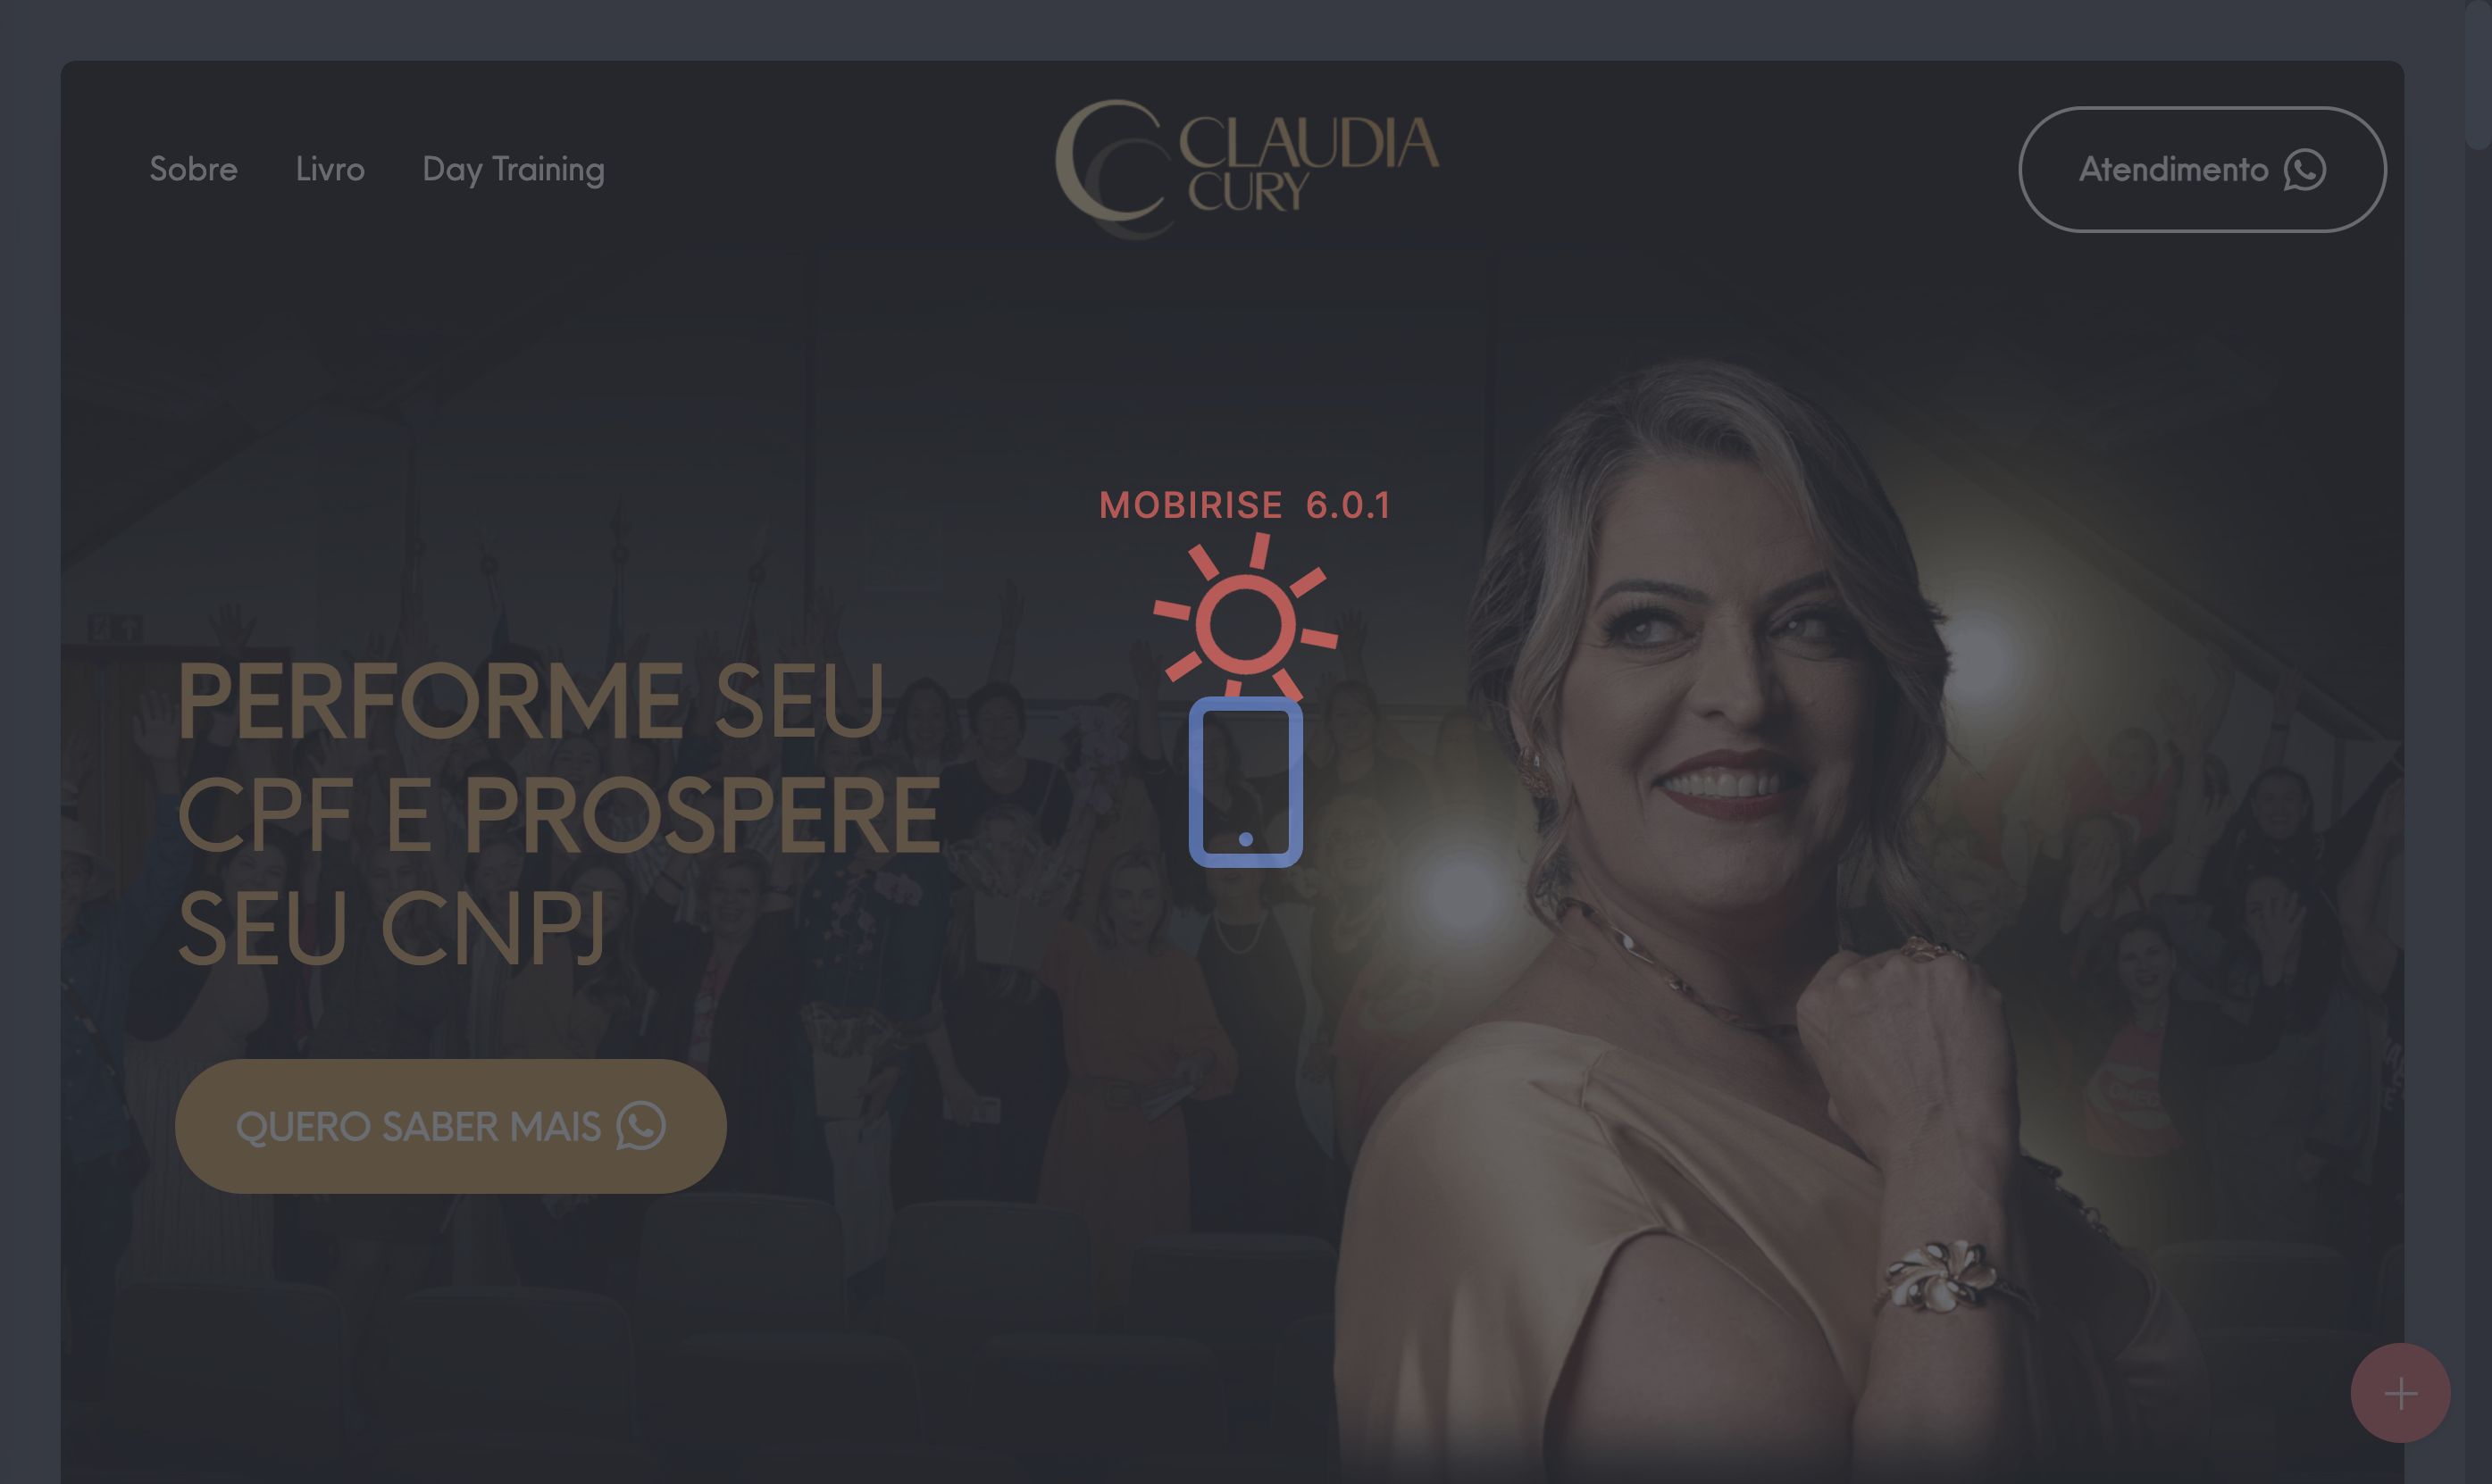 Sobre Livro Day Training
CLAUDIA
CURY
Atendimento
MOBIRISE 6.0.1
PERFORME SEU
CPF E PROSPERE
SEU CNPJ
QUERO SABER MAIS